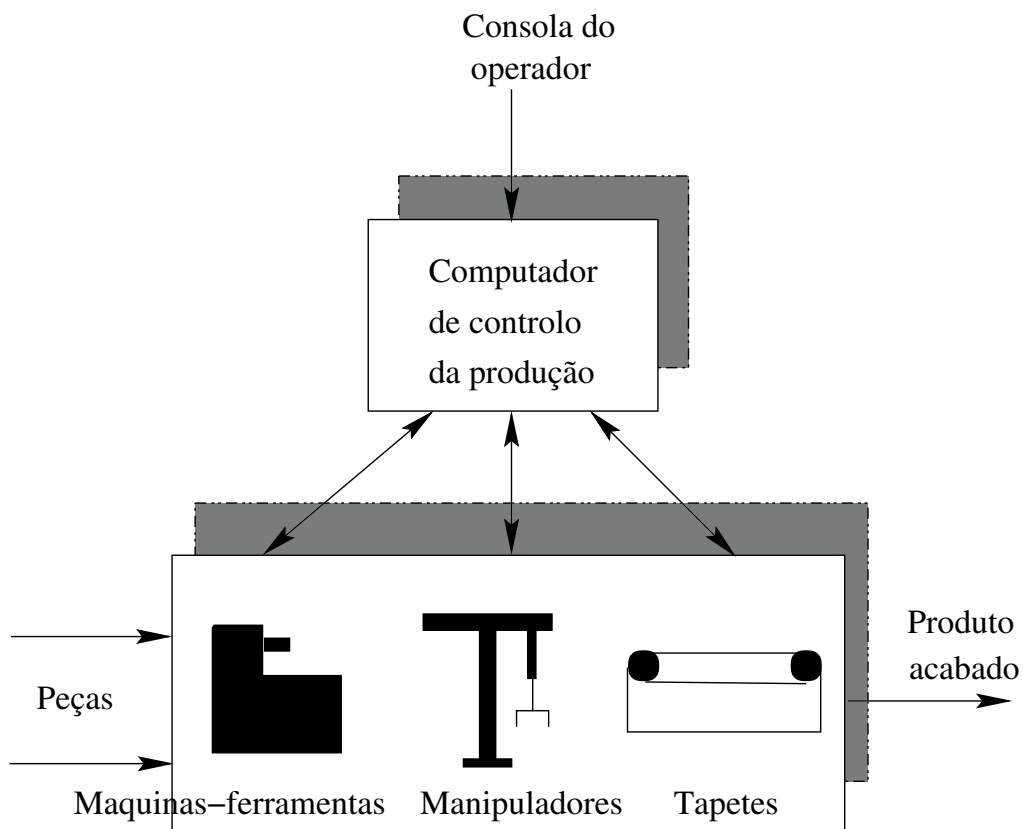 Consola do
operador
Computador
de controlo
da produção
Produto
acabado
Peças
Maquinas−ferramentas
Manipuladores
Tapetes